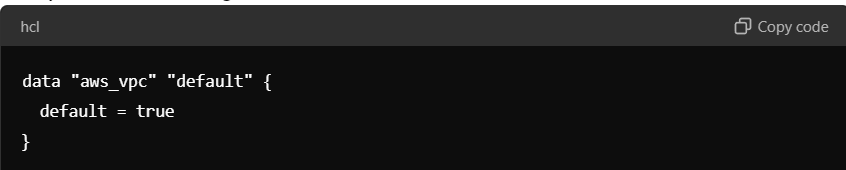 hcl
Copy code
data "aws_vpc" "default" {
  default = true
}